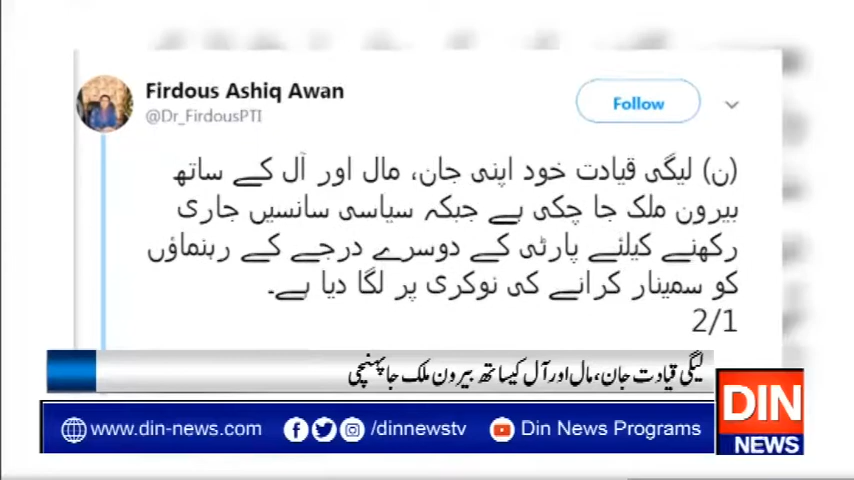 Firdous Ashiq Awan
@Dr_FirdousPTI
Follow
(ن) لیگی قیادت خود اپنی جان، مال اور آل کے ساتھ
بیرون ملک جا چکی ہے جبکہ سیاسی سانسیں جاری
رکھنے کیلئے پارٹی کے دوسرے درجے کے رہنماؤں
کو سمینار کرانے کی نوکری پر لگا دیا ہے۔
2/1
لیگی قیادت جان،مال اور آل کیساتھ بیرون ملک جا پہنچی
www.din-news.com
/dinnewstv
Din News Programs
DIN
NEWS